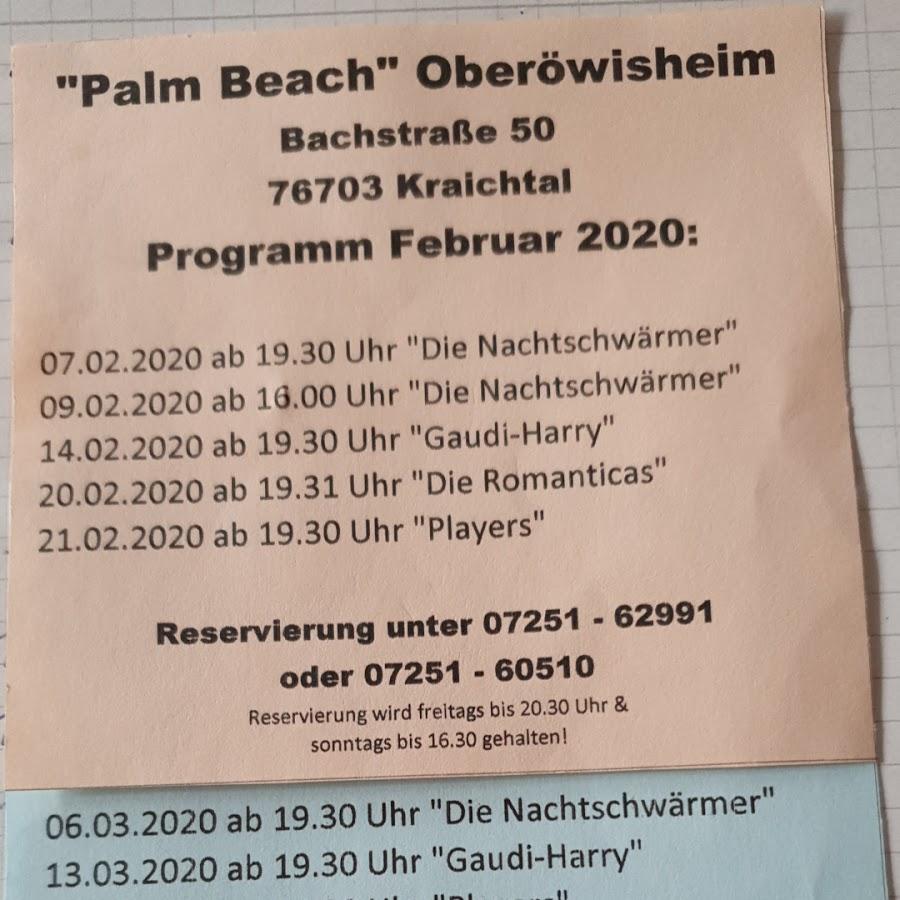 "Palm Beach" Oberöwisheim
Bachstraße 50
76703 Kraichtal
Programm Februar 2020:
07.02.2020 ab 19.30 Uhr "Die Nachtschwärmer"
09.02.2020 ab 16.00 Uhr "Die Nachtschwärmer"
14.02.2020 ab 19.30 Uhr "Gaudi-Harry"
20.02.2020 ab 19.31 Uhr "Die Romanticas"
21.02.2020 ab 19.30 Uhr "Players"
Reservierung unter 07251 - 62991
oder 07251 - 60510
Reservierung wird freitags bis 20.30 Uhr &
sonntags bis 16.30 gehalten!
06.03.2020 ab 19.30 Uhr "Die Nachtschwärmer"
13.03.2020 ab 19.30 Uhr "Gaudi-Harry"